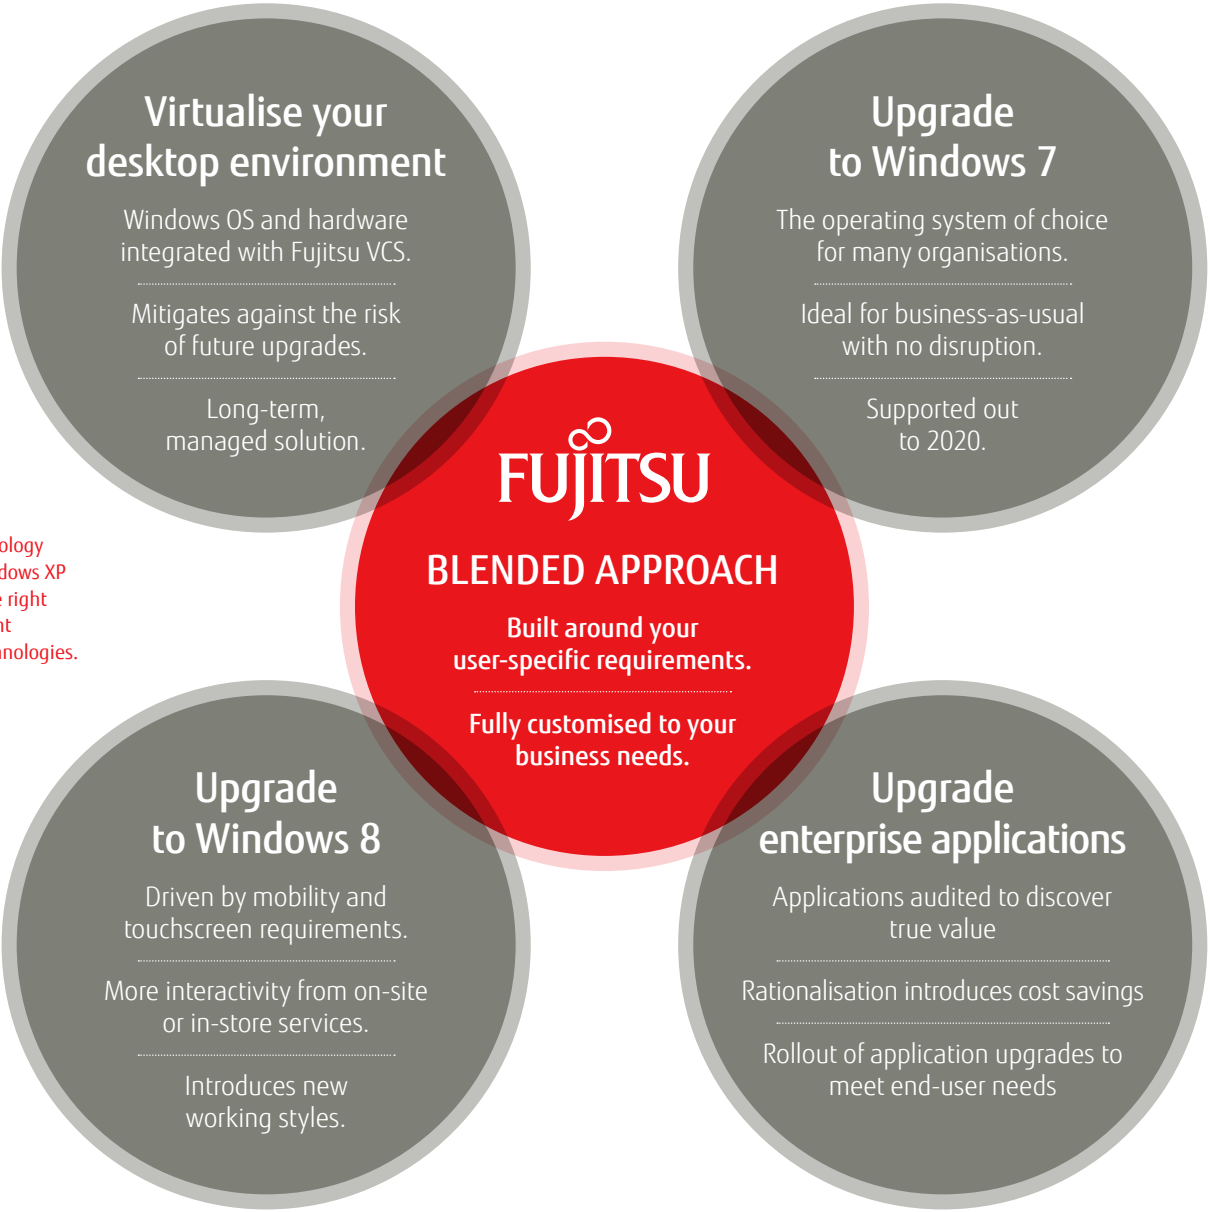 Virtualise your
desktop environment
Windows OS and hardware
integrated with Fujitsu VCS.
Mitigates against the risk
of future upgrades.
Long-term,
managed solution.
Upgrade
to Windows 7
The operating system of choice
for many organisations.
Ideal for business-as-usual
with no disruption.
Supported out
to 2020.
FUJITSU
BLENDED APPROACH
Built around your
user-specific requirements.
Fully customised to your
business needs.
XP
right
Upgrade
to Windows 8
Driven by mobility and
touchscreen requirements.
More interactivity from on-site
or in-store services.
Introduces new
working styles.
Upgrade
enterprise applications
Applications audited to discover
true value
Rationalisation introduces cost savings
Rollout of application upgrades to
meet end-user needs